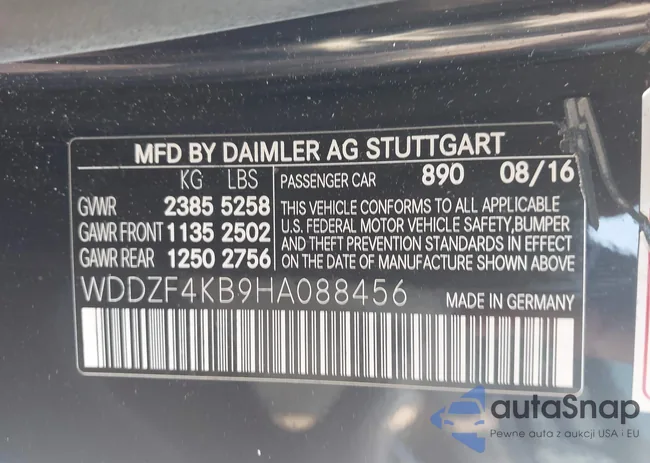 MFD BY DAIMLER AG STUTTGART
KG LBS
GVWR 2385 5258
GAWR FRONT 1135 2502
GAWR REAR 1250 2756
PASSENGER CAR 890 08/16
THIS VEHICLE CONFORMS TO ALL APPLICABLE
U.S. FEDERAL MOTOR VEHICLE SAFETY,BUMPER
AND THEFT PREVENTION STANDARDS IN EFFECT
ON THE DATE OF MANUFACTURE SHOWN ABOVE
WDDZF4KB9HA088456 MADE IN GERMANY
autaSnap
Pewne auta z aukcji USA i EU